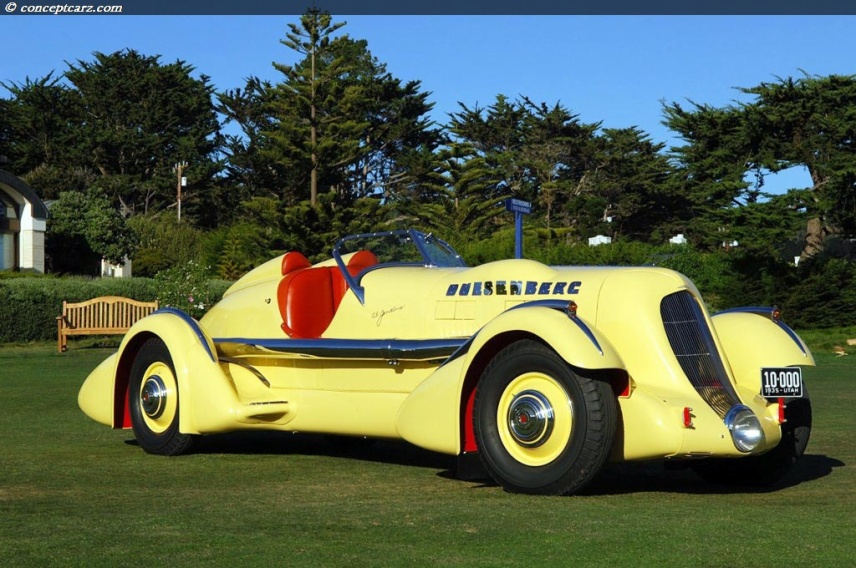 © conceptcarz.com
DUESENBERG
10-000
1935-UTAH